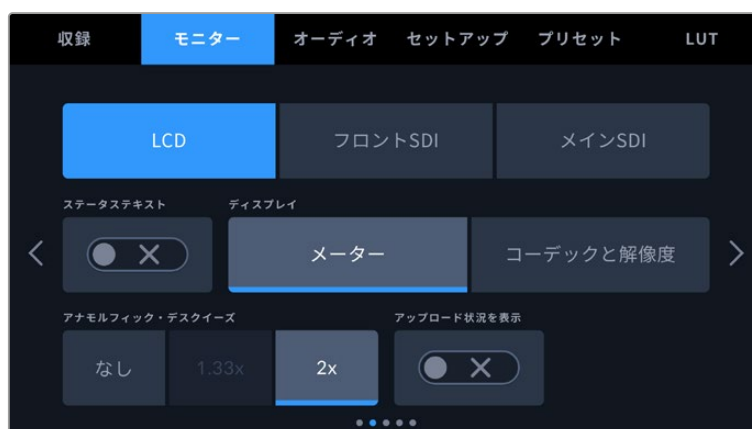 収録 モニター オーディオ セットアップ プリセット LUT
LCD フロントSDI メインSDI
ステータステキスト ディスプレイ
メーター コーデックと解像度
アナモルフィック・デスクイーズ アップロード状況を表示
なし 1.33x 2x